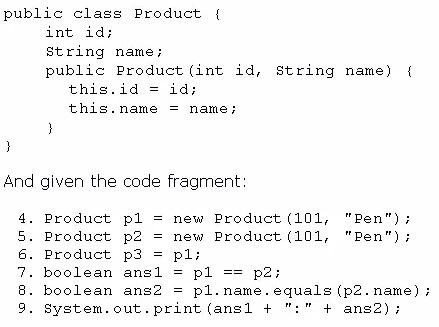 public class Product {
int id;
String name;
public Product(int id, String name) {
this.id = id;
this.name = name;
}
}
And given the code fragment:
4. Product p1 = new Product(101, "Pen");
5. Product p2 = new Product(101, "Pen");
6. Product p3 = p1;
7. boolean ans1 = p1 == p2;
8. boolean ans2 = p1.name.equals(p2.name);
9. System.out.print(ans1 + ":" + ans2);